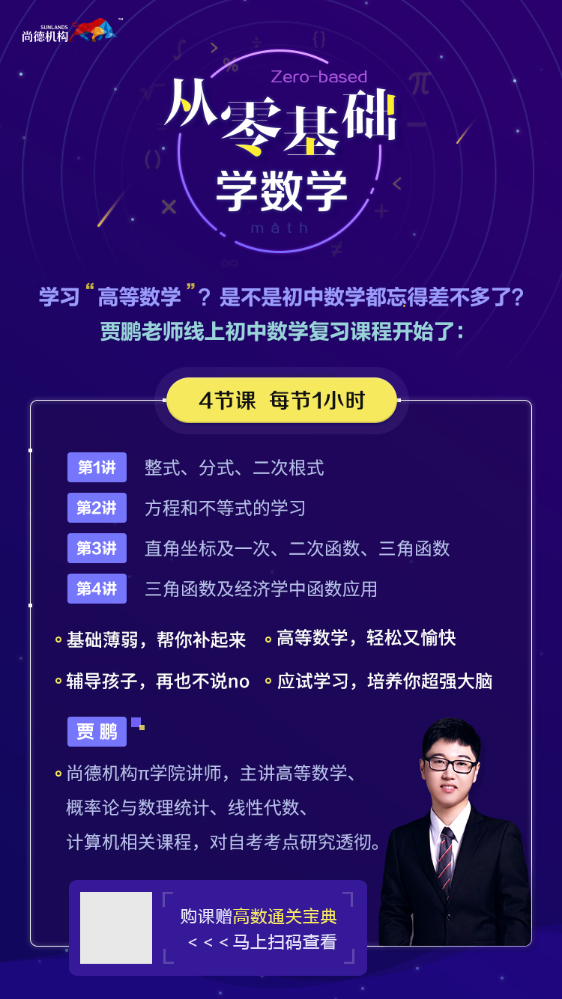 SUNLANDS
尚德机构
™
Zero-based
从零基础
学数学
math
学习“高等数学”？是不是初中数学都忘得差不多了？
贾鹏老师线上初中数学复习课程开始了：
4节课 每节1小时
第1讲 整式、分式、二次根式
第2讲 方程和不等式的学习
第3讲 直角坐标及一次、二次函数、三角函数
第4讲 三角函数及经济学中函数应用
基础薄弱，帮你补起来 高等数学，轻松又愉快
辅导孩子，再也不说no 应试学习，培养你超强大脑
贾 鹏
尚德机构π学院讲师，主讲高等数学、
概率论与数理统计、线性代数、
计算机相关课程，对自考考点研究透彻。
购课赠高数通关宝典
<<<马上扫码查看